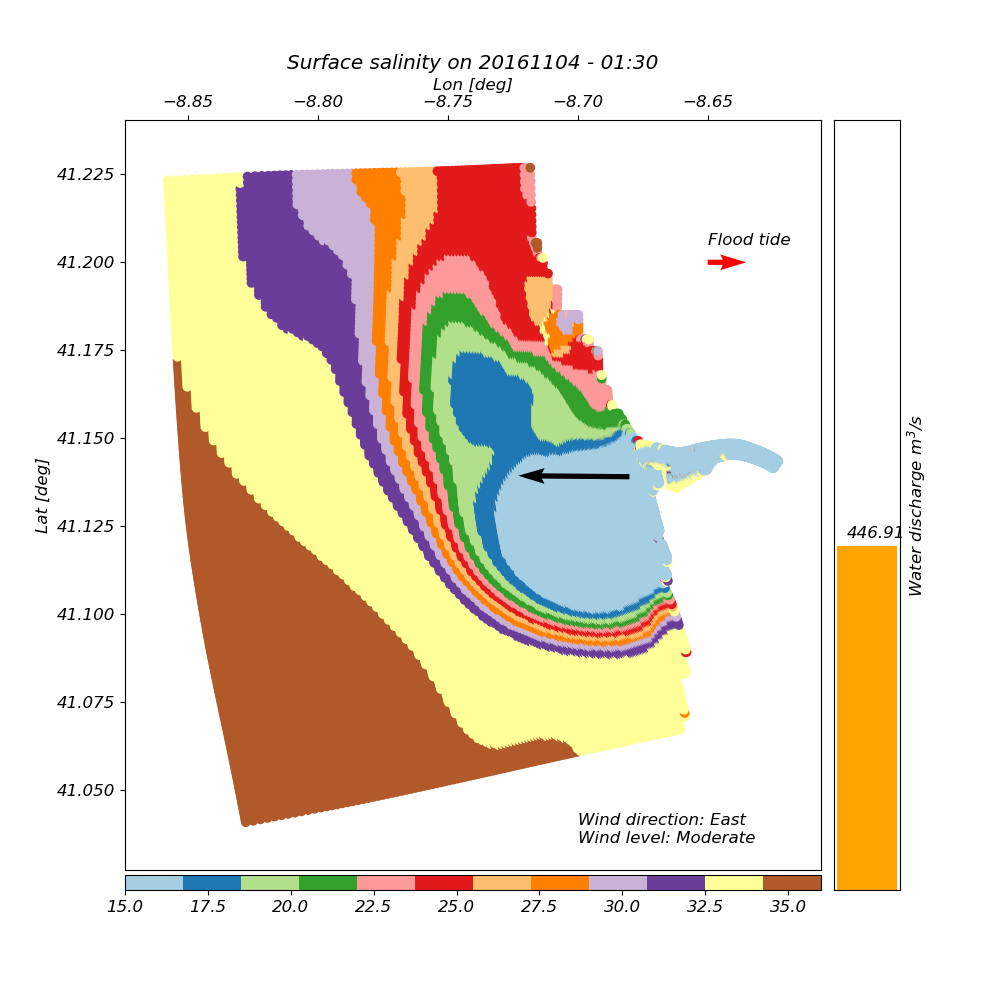 Surface salinity on 20161104 - 01:30
Lon [deg]
−8.85 −8.80 −8.75 −8.70 −8.65
41.225
41.200
41.175
41.150
41.125
41.100
41.075
41.050
Lat [deg]
Flood tide
Wind direction: East
Wind level: Moderate
446.91
Water discharge m³/s
15.0 17.5 20.0 22.5 25.0 27.5 30.0 32.5 35.0